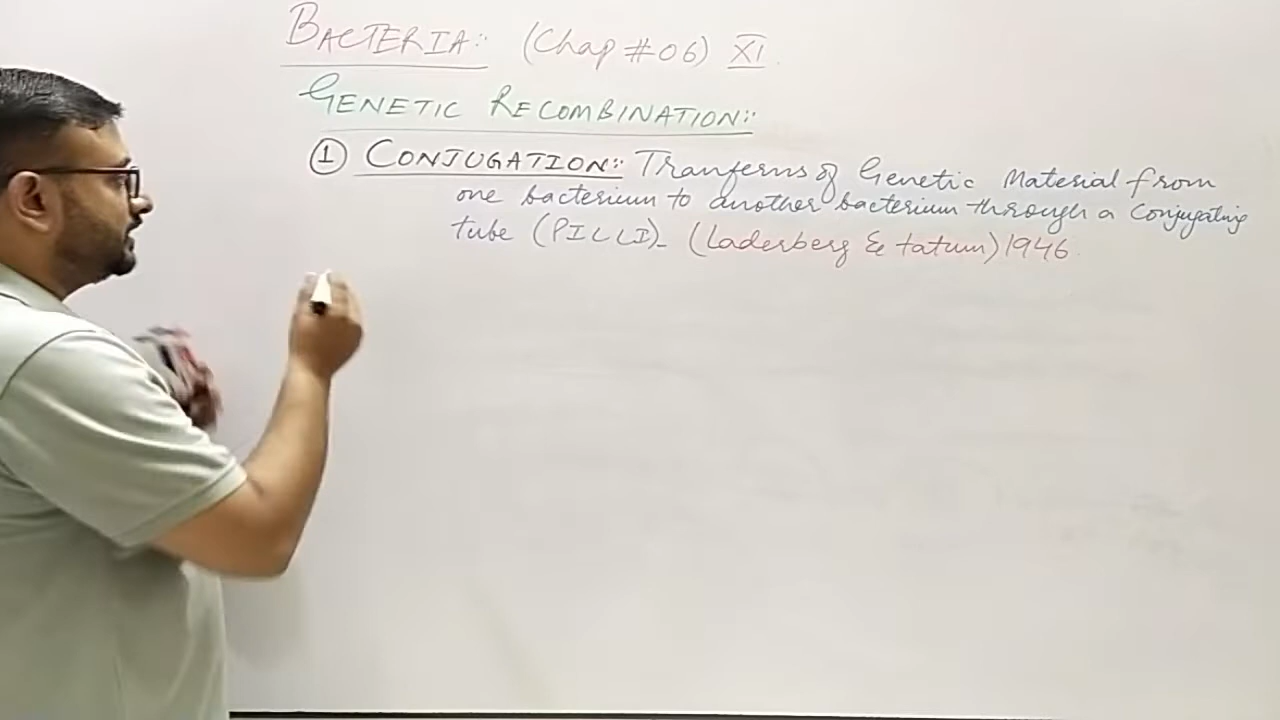 BACTERIA:: (Chap #06) XI.
GENETIC RECOMBINATION::
① CONJUGATION:: Tranferns of Genetic Material from
one bacterium to another bacterium through a Conjugating
tube (PILLI)- (Laderberg & tatum) 1946.